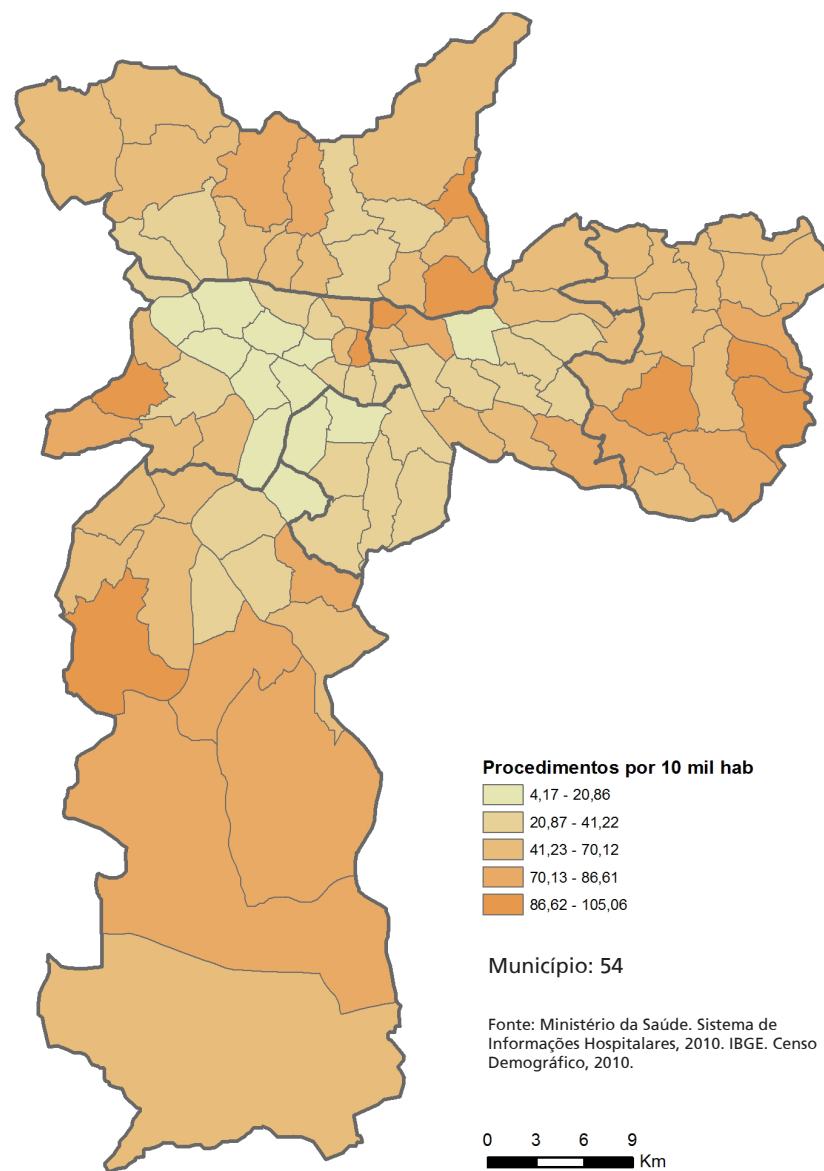 Procedimentos por 10 mil hab
4,17 - 20,86
20,87 - 41,22
41,23 - 70,12
70,13 - 86,61
86,62 - 105,06
Município: 54
Fonte: Ministério da Saúde. Sistema de
Informações Hospitalares, 2010. IBGE. Censo
Demográfico, 2010.
0 3 6 9
Km